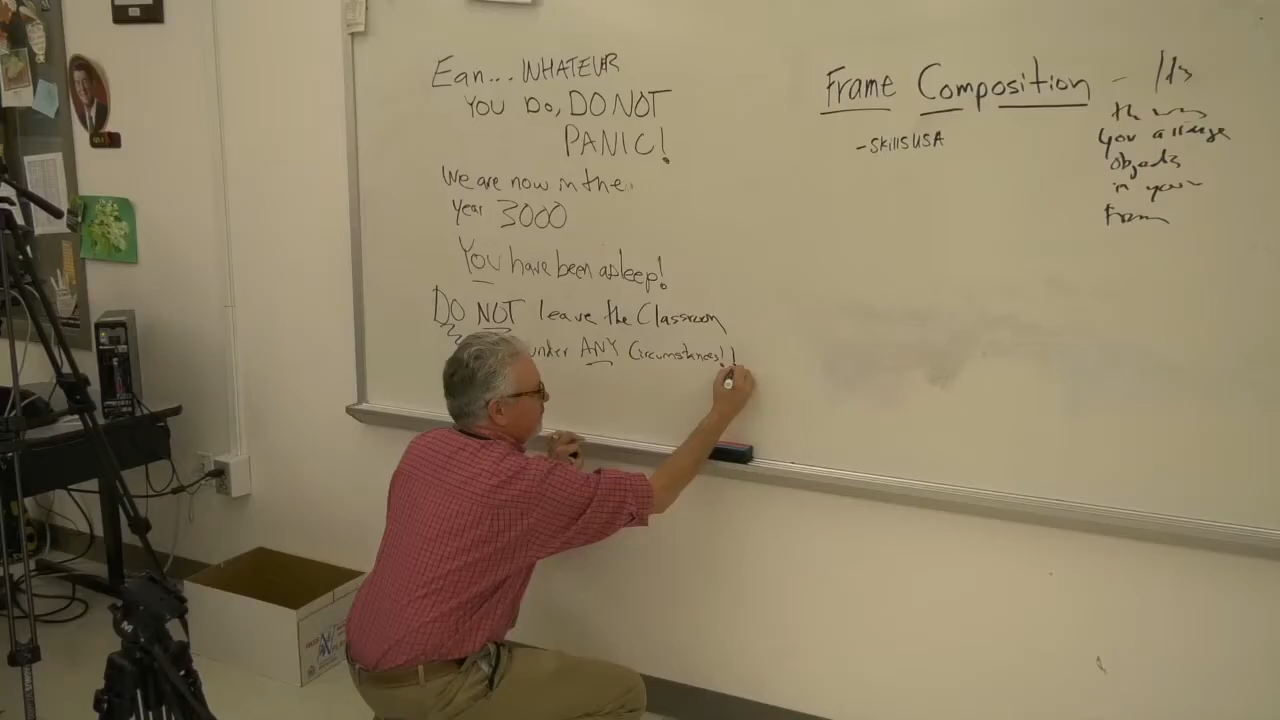 Ean... WHATEVER
You Do, DO NOT
PANIC!
We are now in the..
Year 3000
You have been asleep!
DO NOT leave the Classroom
under ANY Circumstances!!
Frame Composition - It's
the way
you arrange
objects
in your
Frame
-SkillsUSA